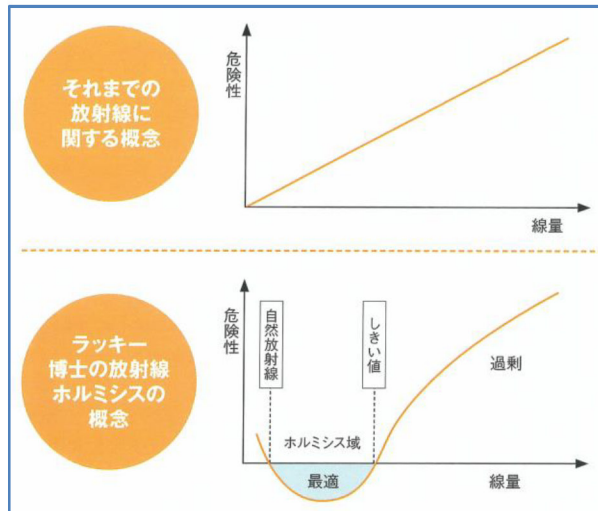 それまでの
放射線に
関する概念
危険性
線量
ラッキー
博士の放射線
ホルミシスの
概念
危険性
自然放射線
しきい値
過剰
ホルミシス域
最適
線量